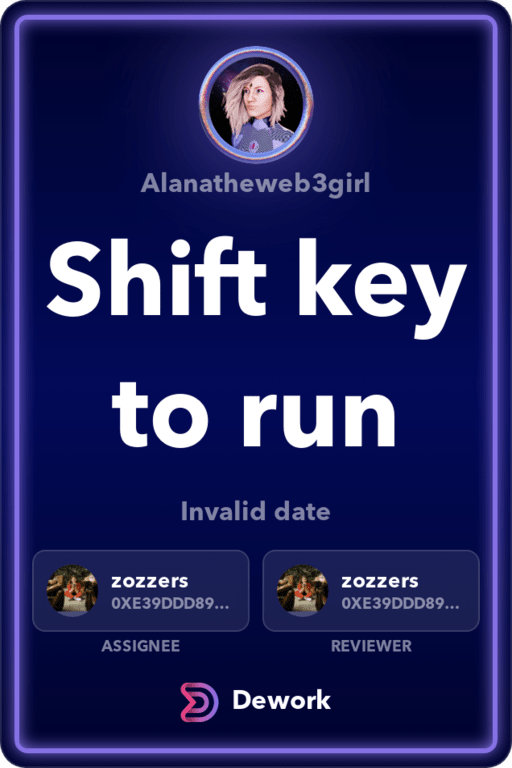 Alanatheweb3girl
Shift key
to run
Invalid date
zozzers
0XE39DDD89...
zozzers
0XE39DDD89...
ASSIGNEE
REVIEWER
Dework